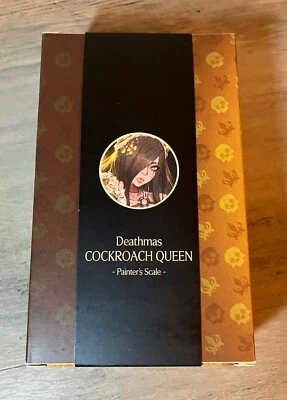 Deathmas
COCKROACH QUEEN
- Painter's Scale -